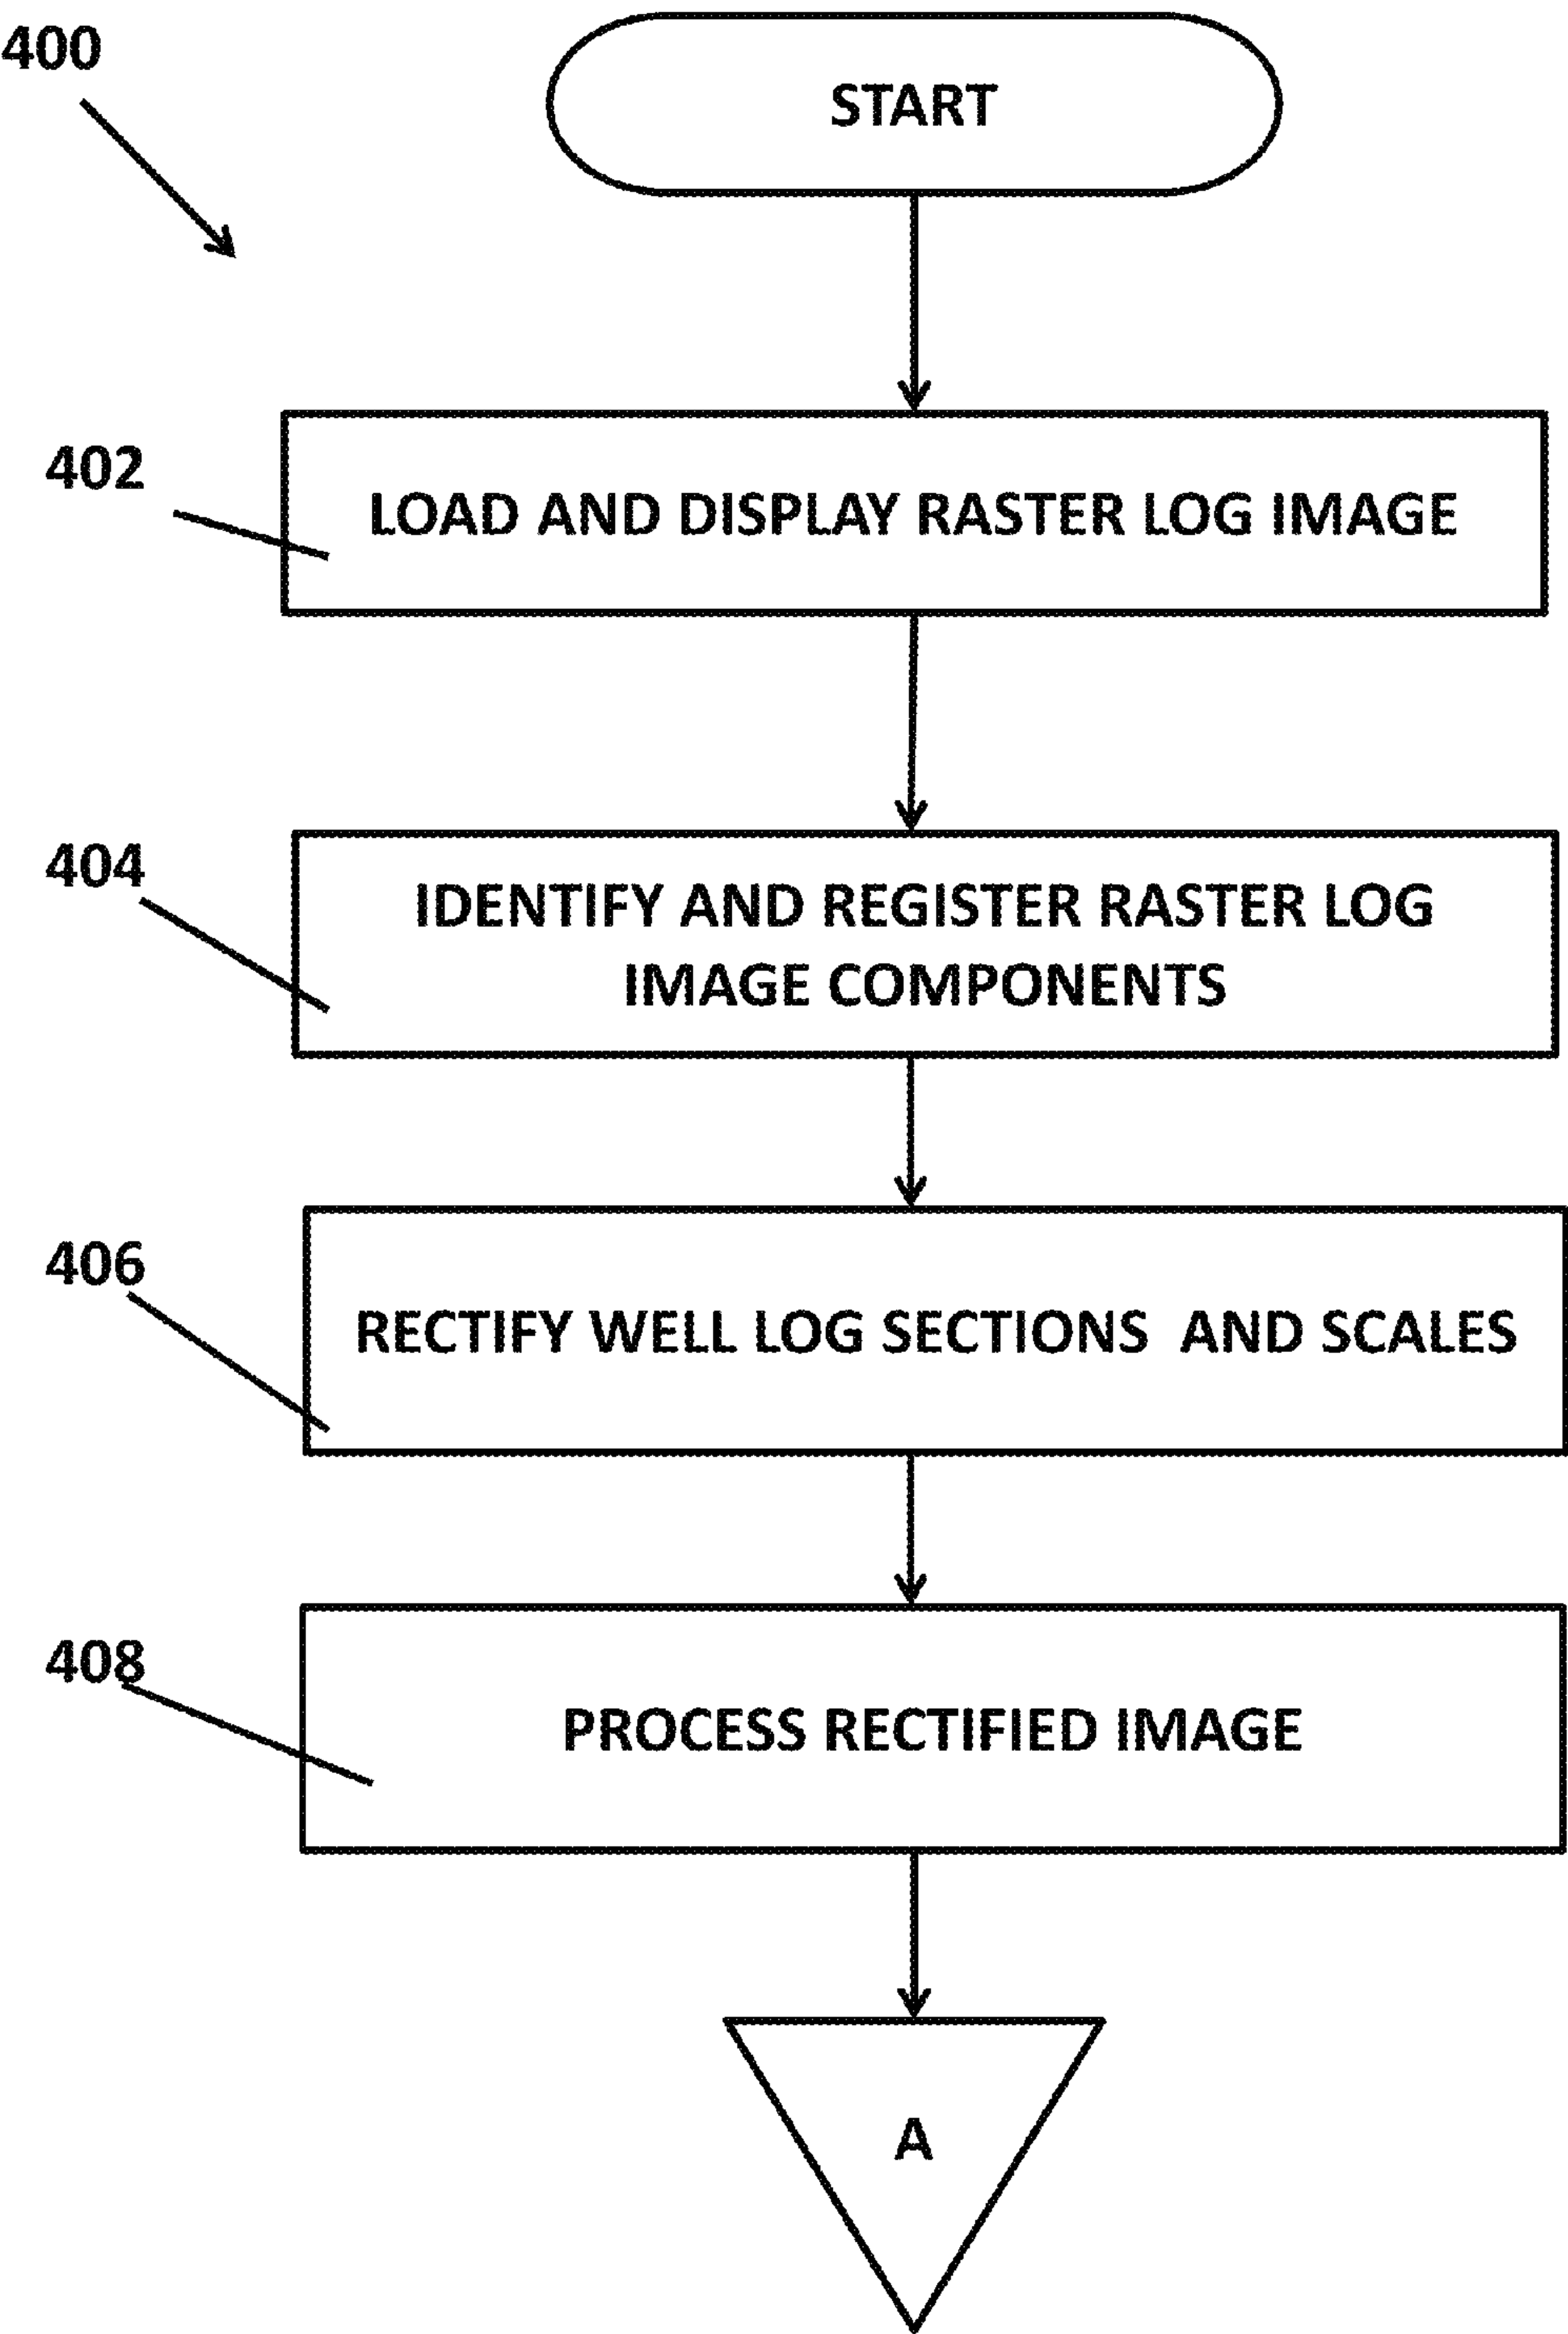 400
START
402
LOAD AND DISPLAY RASTER LOG IMAGE
404
IDENTIFY AND REGISTER RASTER LOG
IMAGE COMPONENTS
406
RECTIFY WELL LOG SECTIONS  AND SCALES
408
PROCESS RECTIFIED IMAGE
A